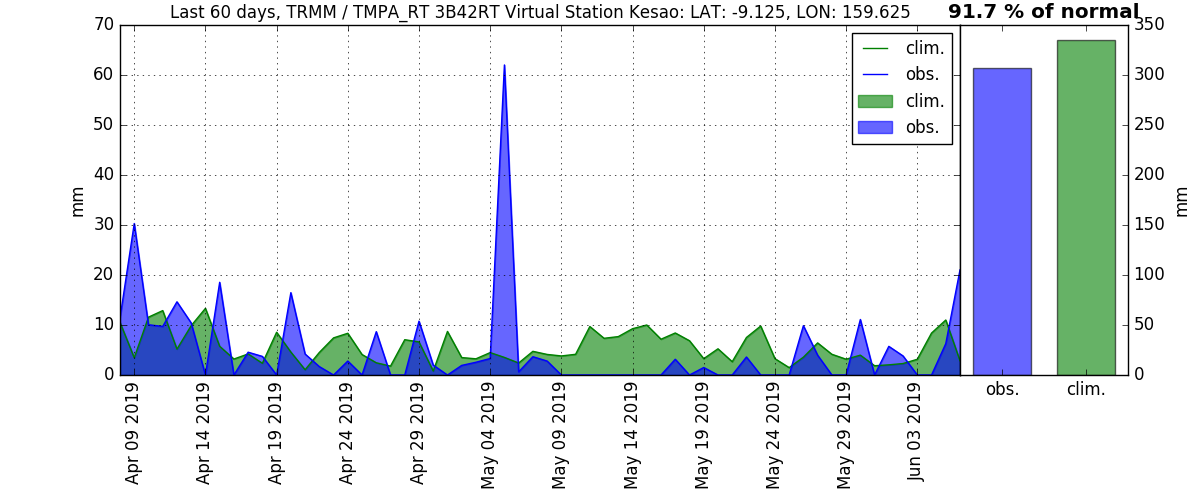 Last 60 days, TRMM / TMPA_RT 3B42RT Virtual Station Kesao: LAT: -9.125, LON: 159.625
91.7 % of normal
70
60
50
40
30
20
10
0
mm
clim.
obs.
clim.
obs.
350
300
250
200
150
100
50
0
mm
Apr 09 2019
Apr 14 2019
Apr 19 2019
Apr 24 2019
Apr 29 2019
May 04 2019
May 09 2019
May 14 2019
May 19 2019
May 24 2019
May 29 2019
Jun 03 2019
obs.
clim.